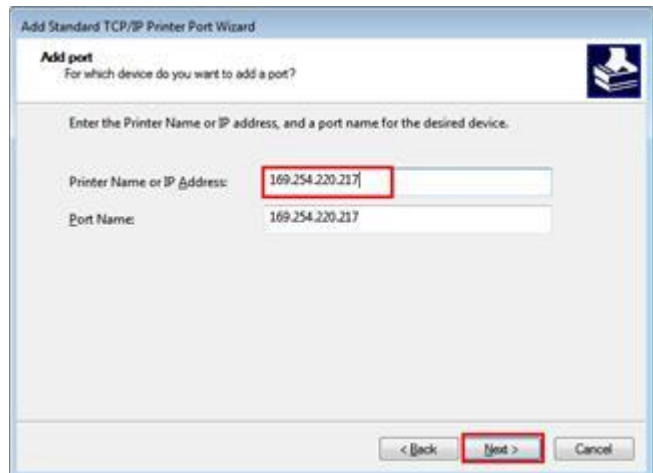 Add Standard TCP/IP Printer Port Wizard
Add port
For which device do you want to add a port?
Enter the Printer Name or IP address, and a port name for the desired device.
Printer Name or IP Address: 169.254.220.217
Port Name: 169.254.220.217
< Back Next > Cancel